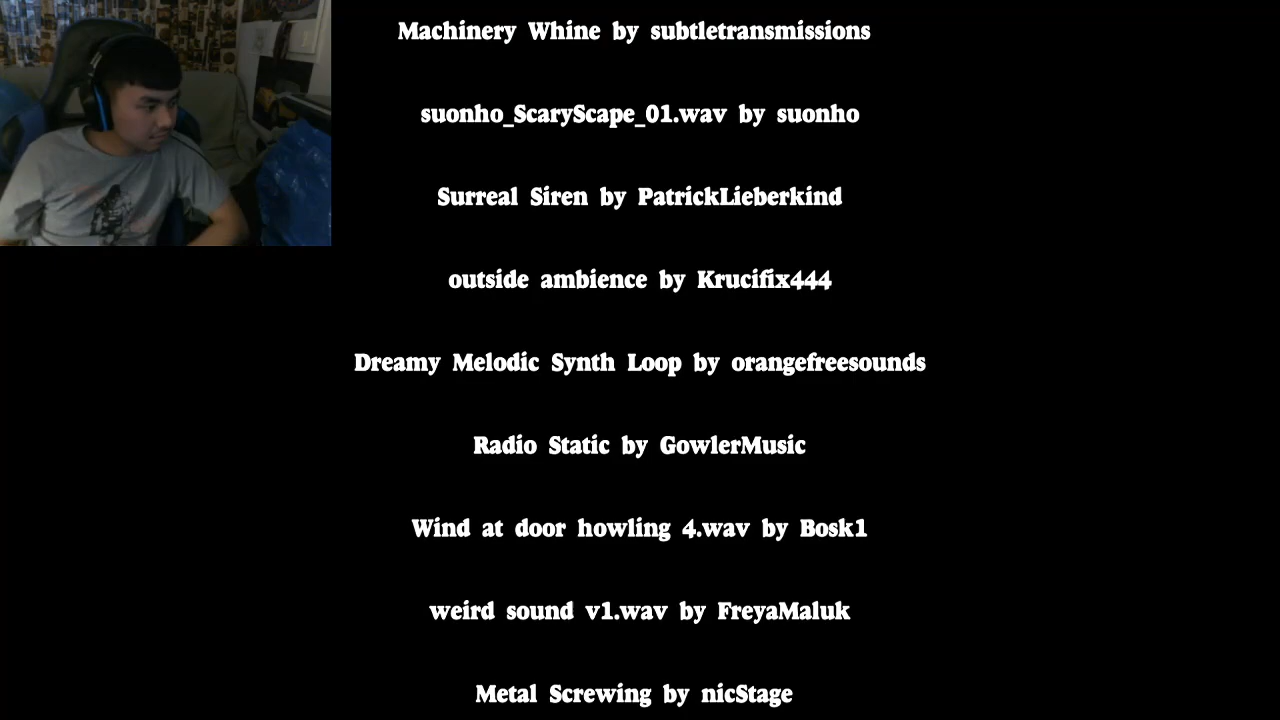 Machinery Whine by subtletransmissions
suonho_ScaryScape_01.wav by suonho
Surreal Siren by PatrickLieberkind
outside ambience by Krucifix444
Dreamy Melodic Synth Loop by orangefreesounds
Radio Static by GowlerMusic
Wind at door howling 4.wav by Bosk1
weird sound v1.wav by FreyaMaluk
Metal Screwing by nicStage